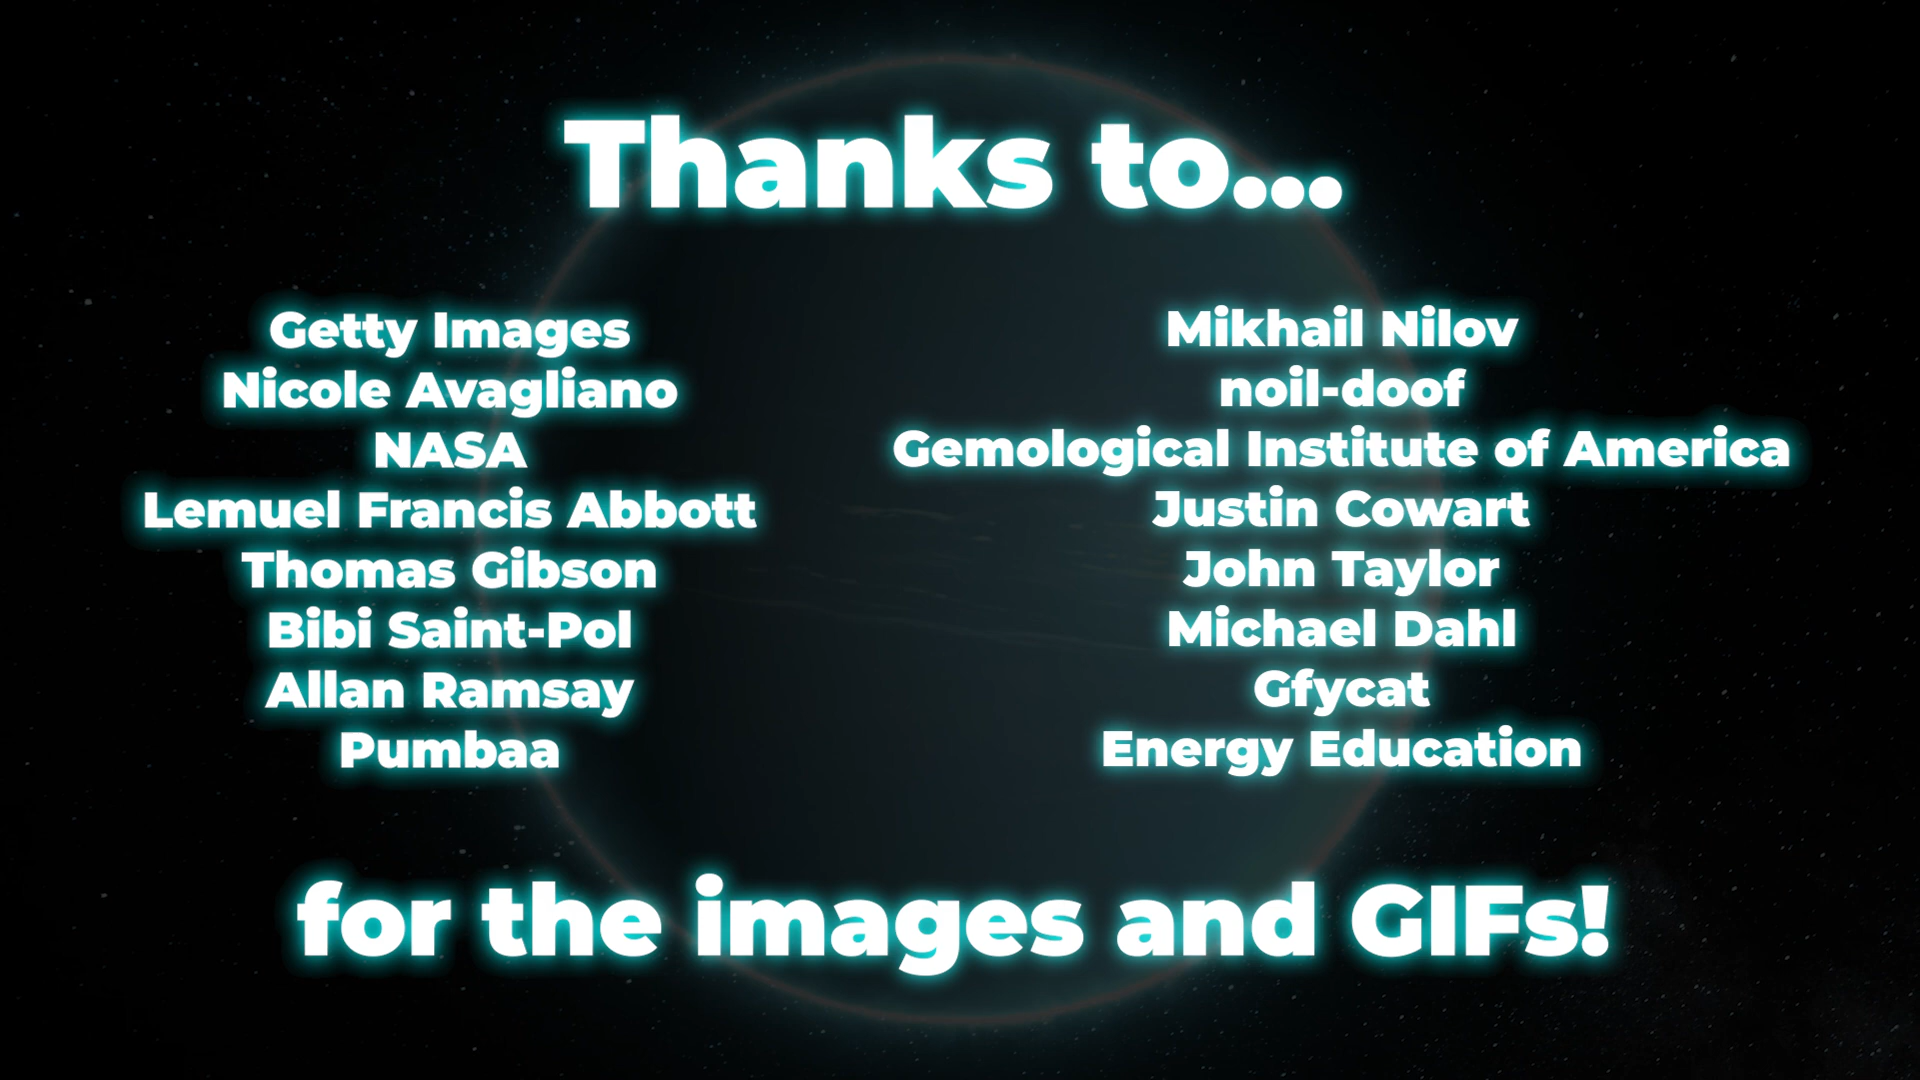 Thanks to...
Getty Images
Nicole Avagliano
NASA
Lemuel Francis Abbott
Thomas Gibson
Bibi Saint-Pol
Allan Ramsay
Pumbaa
Mikhail Nilov
noil-doof
Gemological Institute of America
Justin Cowart
John Taylor
Michael Dahl
Gfycat
Energy Education
for the images and GIFs!